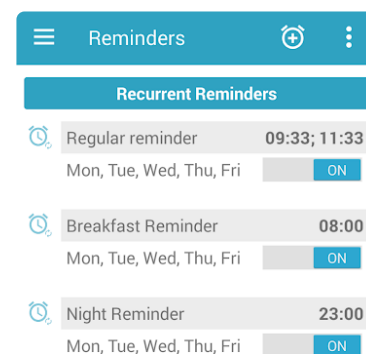 Reminders
Recurrent Reminders
Regular reminder 09:33; 11:33
Mon, Tue, Wed, Thu, Fri ON
Breakfast Reminder 08:00
Mon, Tue, Wed, Thu, Fri ON
Night Reminder 23:00
Mon, Tue, Wed, Thu, Fri ON